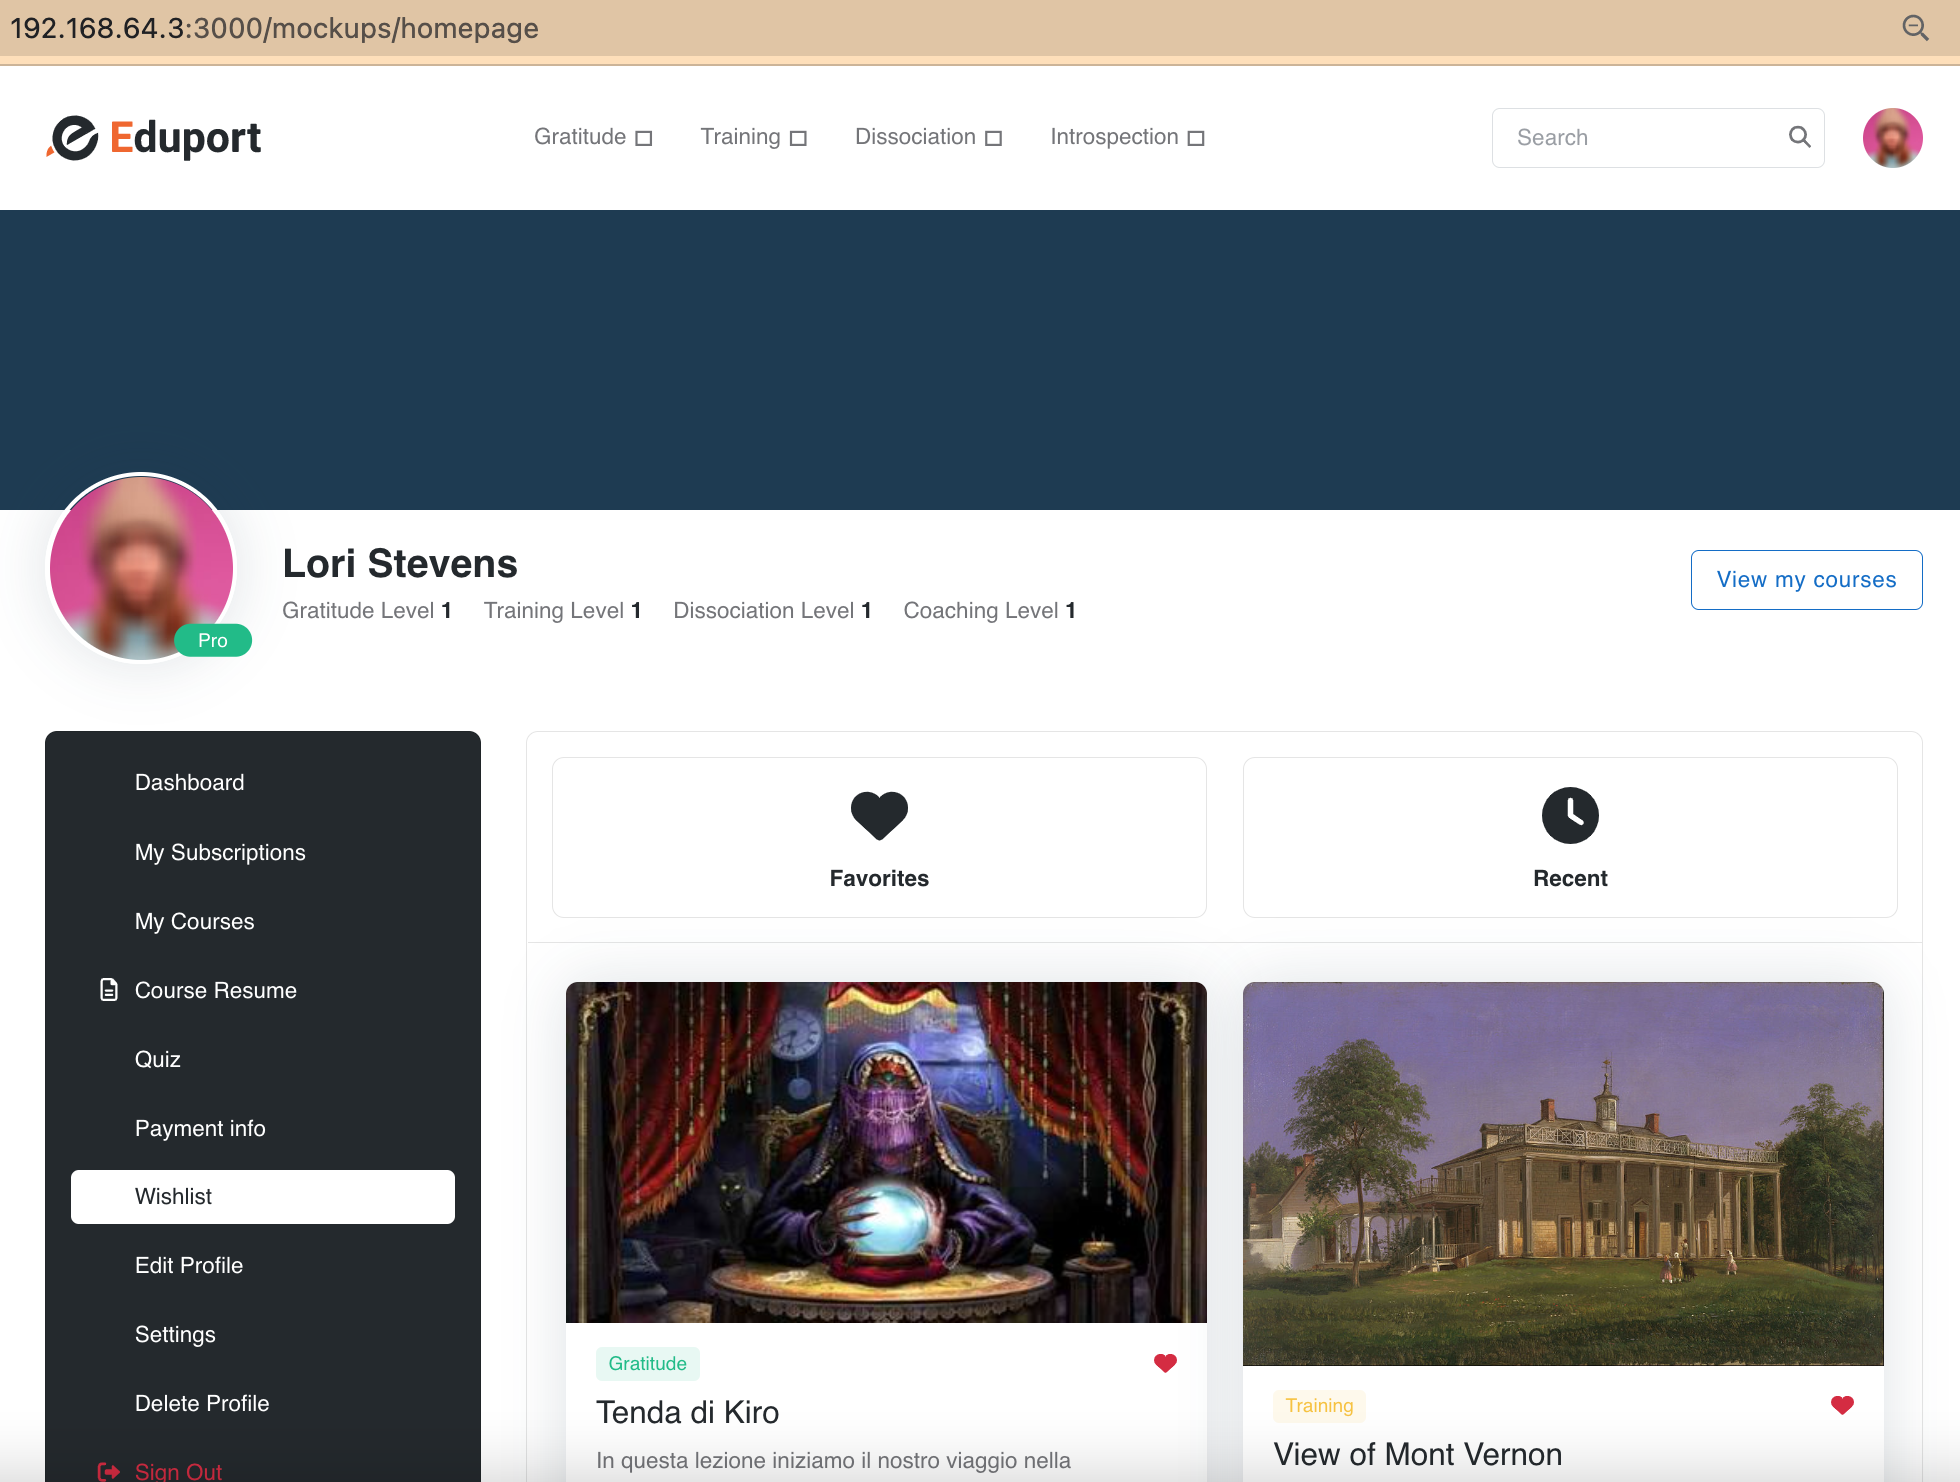 192.168.64.3:3000/mockups/homepage
Eduport
Gratitude Training Dissociation Introspection
Search
Lori Stevens
Gratitude Level 1 Training Level 1 Dissociation Level 1 Coaching Level 1
View my courses
Pro
Dashboard
My Subscriptions
My Courses
Course Resume
Quiz
Payment info
Wishlist
Edit Profile
Settings
Delete Profile
Sign Out
Favorites
Recent
Gratitude
Tenda di Kiro
In questa lezione iniziamo il nostro viaggio nella
Training
View of Mont Vernon